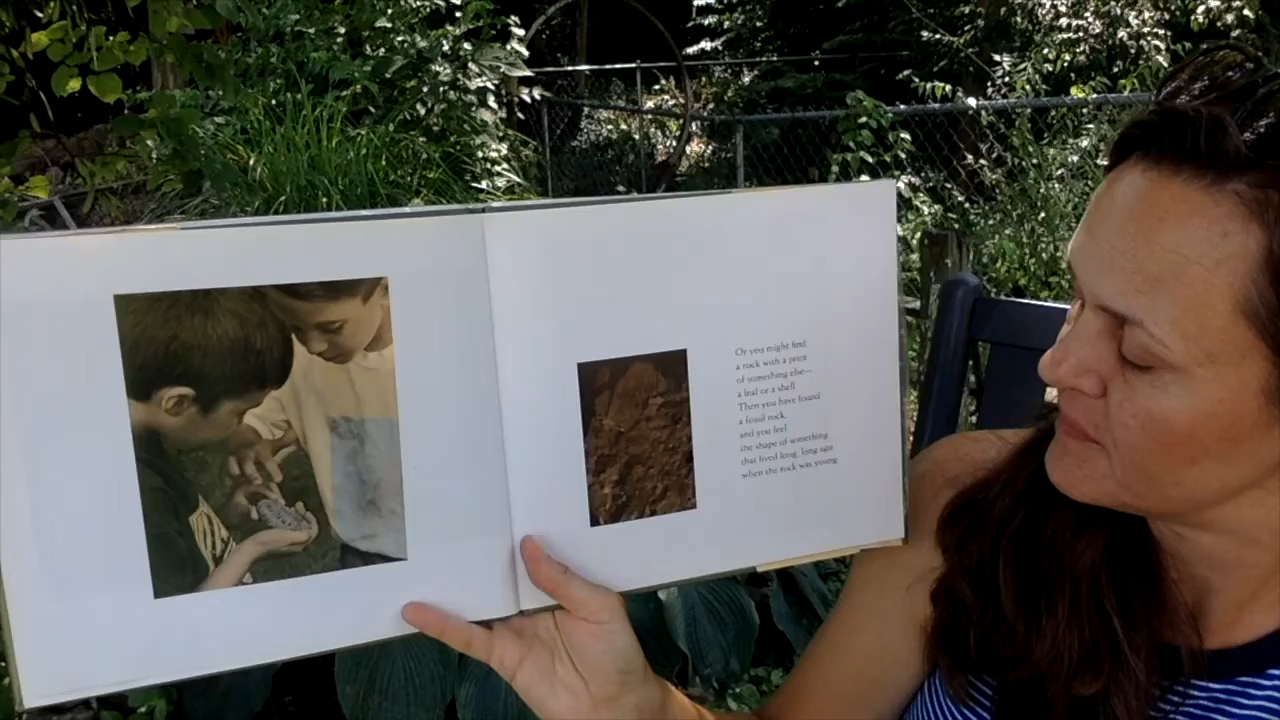 Or you might find
a rock with a print
of something else—
a leaf or a shell.
Then you have found
a fossil rock,
and you feel
the shape of something
that lived long, long ago
when the rock was young.